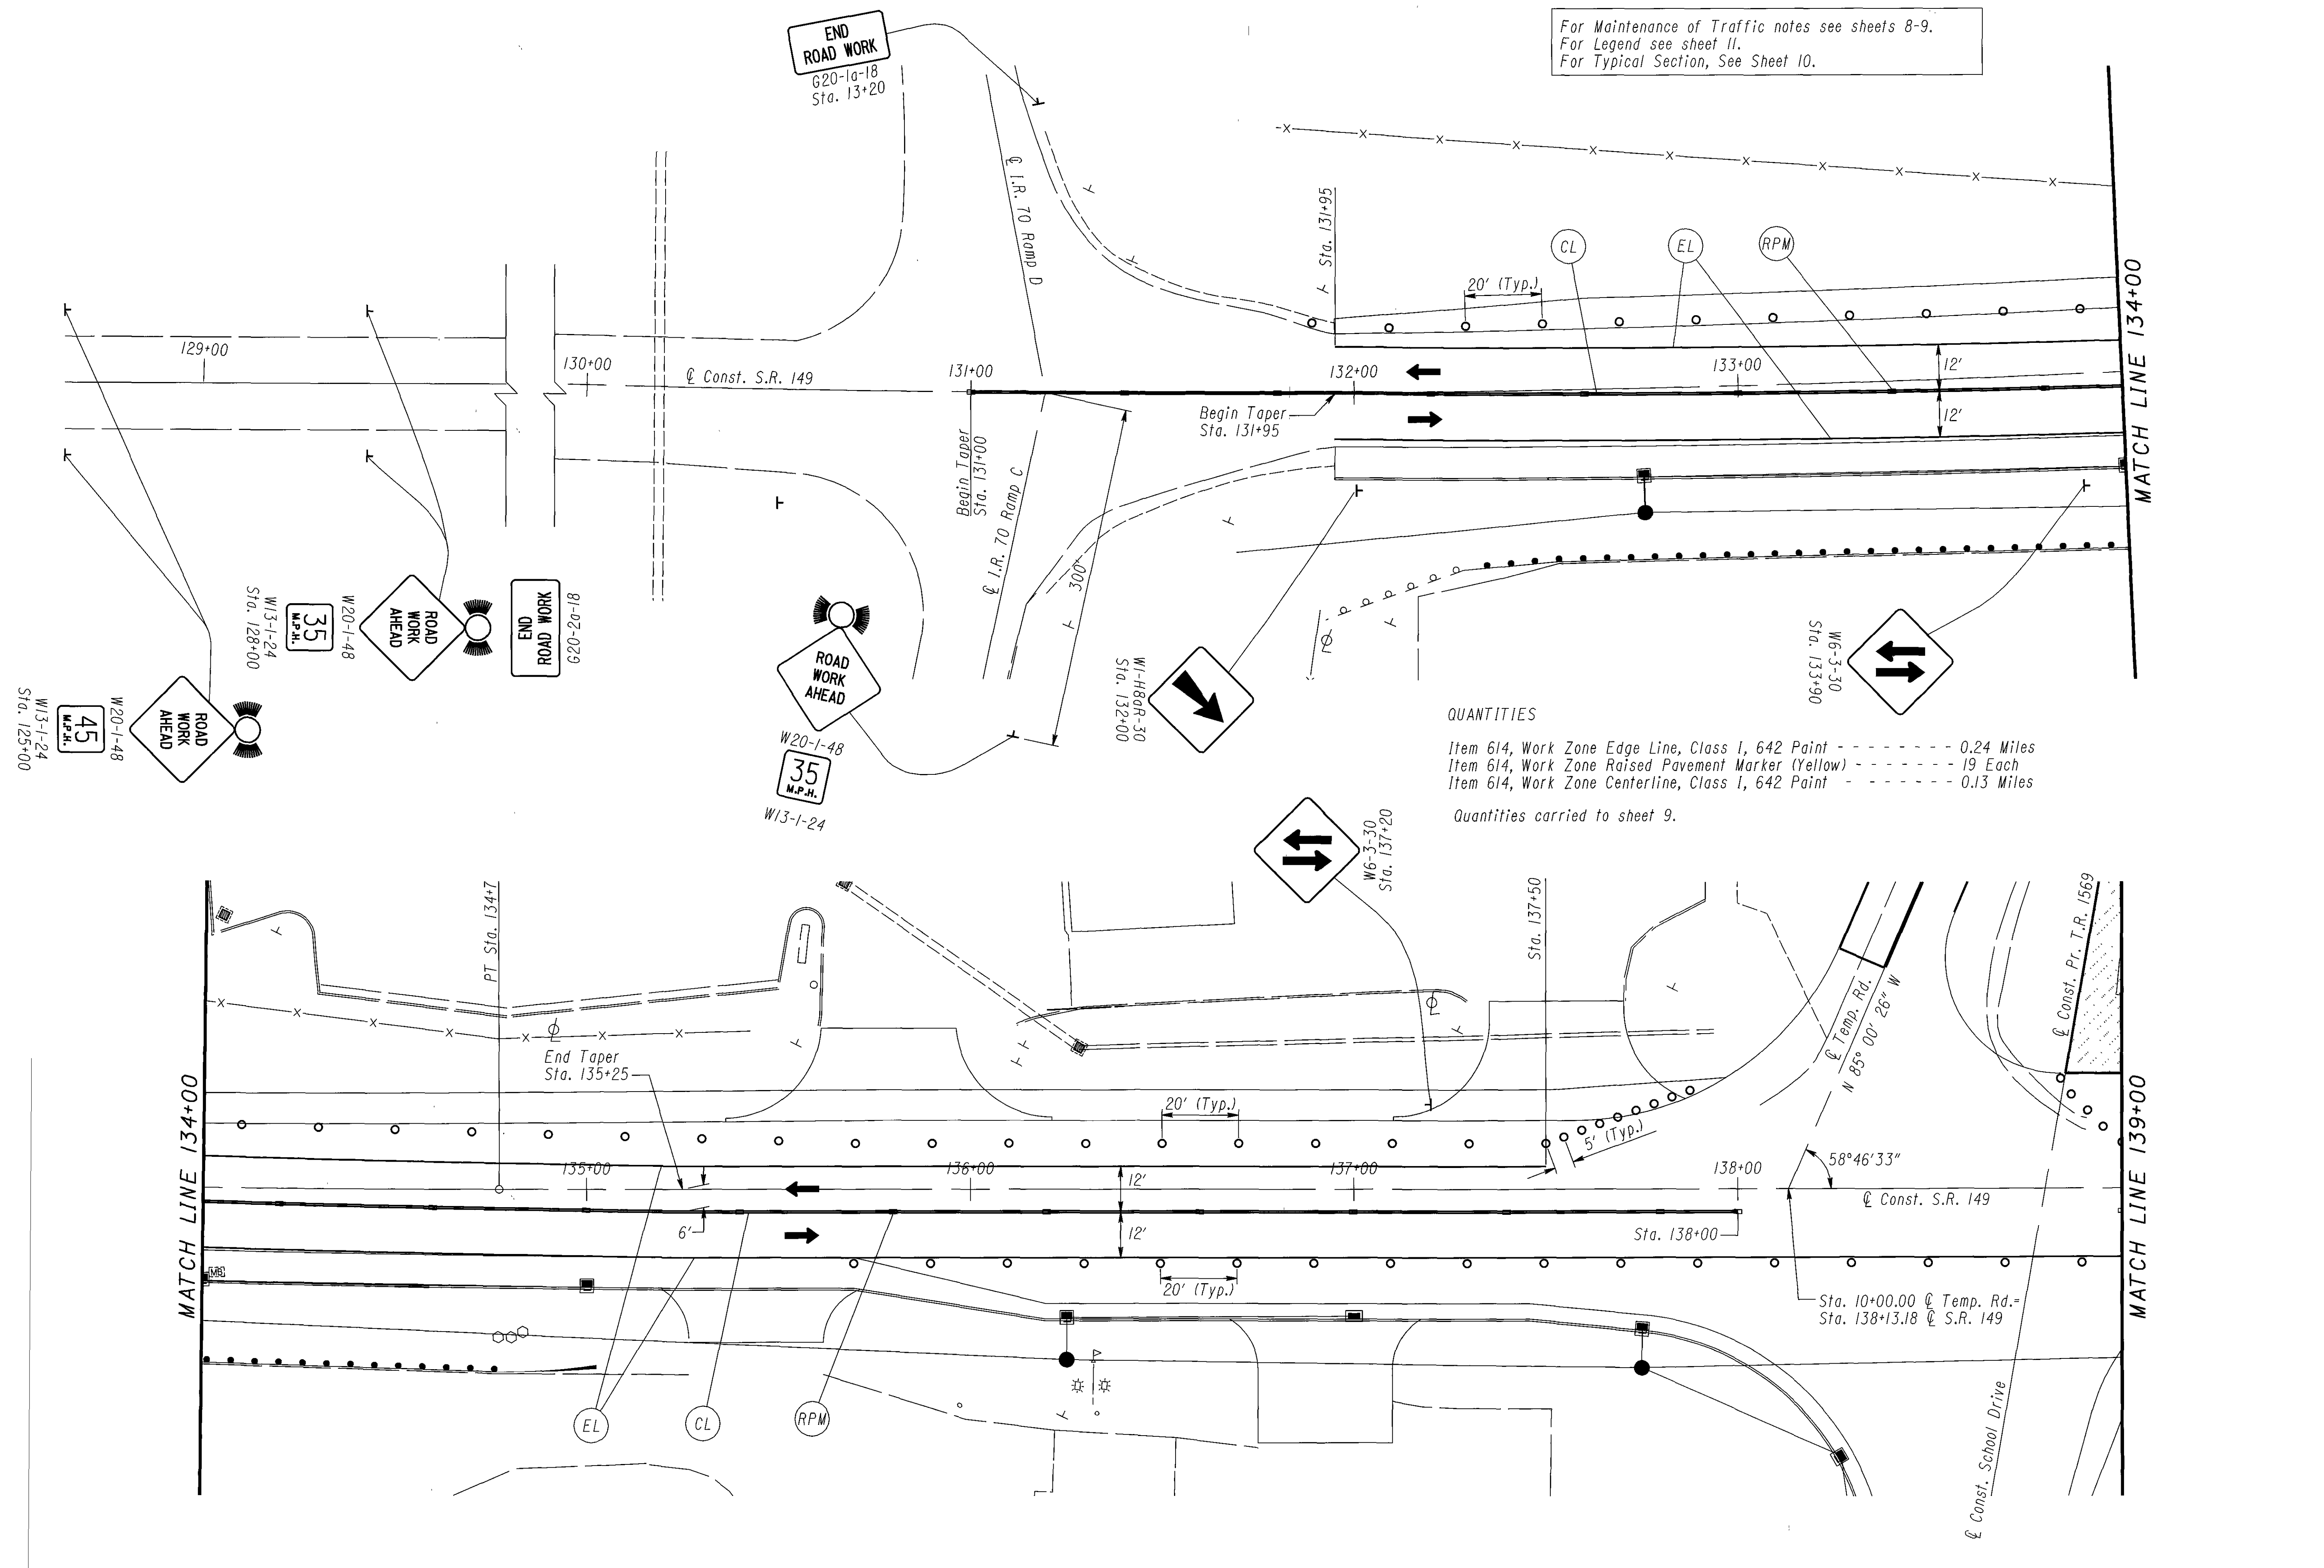 END
ROAD WORK
G20-1a-18
Sta. 13+20
For Maintenance of Traffic notes see sheets 8-9.
For Legend see sheet 11.
For Typical Section, See Sheet 10.
℄ I.R. 70 Ramp D
Sta. 131+95
CL
EL
RPM
20' (Typ.)
129+00
130+00
℄ Const. S.R. 149
131+00
132+00
133+00
12'
12'
MATCH LINE 134+00
Begin Taper
Sta. 131+95
Begin Taper
Sta. 131+00
℄ I.R. 70 Ramp C
300'
W20-1-48
W13-1-24
Sta. 128+00
35
M.P.H.
ROAD
WORK
AHEAD
END
ROAD WORK
G20-2a-18
W20-1-48
W13-1-24
Sta. 125+00
45
M.P.H.
ROAD
WORK
AHEAD
ROAD
WORK
AHEAD
W20-1-48
35
M.P.H.
W13-1-24
W1-H8aR-30
Sta. 132+00
W6-3-30
Sta. 133+90
QUANTITIES
Item 614, Work Zone Edge Line, Class I, 642 Paint - - - - - - - - 0.24 Miles
Item 614, Work Zone Raised Pavement Marker (Yellow) - - - - - - - 19 Each
Item 614, Work Zone Centerline, Class I, 642 Paint - - - - - - - 0.13 Miles
Quantities carried to sheet 9.
W6-3-30
Sta. 137+20
PT Sta. 134+7
Sta. 137+50
℄ Const. Pr. T.R. 1569
℄ Temp. Rd.
N 85° 00' 26" W
End Taper
Sta. 135+25
20' (Typ.)
5' (Typ.)
MATCH LINE 134+00
135+00
136+00
137+00
138+00
58°46'33"
℄ Const. S.R. 149
12'
12'
6'
Sta. 138+00
MATCH LINE 139+00
MB
20' (Typ.)
Sta. 10+00.00 ℄ Temp. Rd.=
Sta. 138+13.18 ℄ S.R. 149
EL
CL
RPM
℄ Const. School Drive